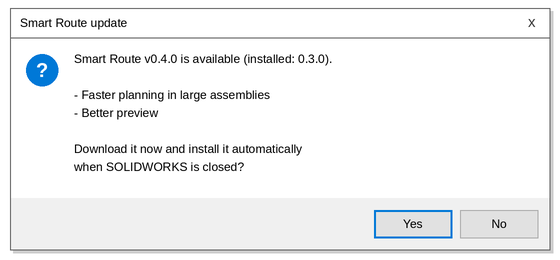 Smart Route update
X
?
Smart Route v0.4.0 is available (installed: 0.3.0).
- Faster planning in large assemblies
- Better preview
Download it now and install it automatically
when SOLIDWORKS is closed?
Yes
No